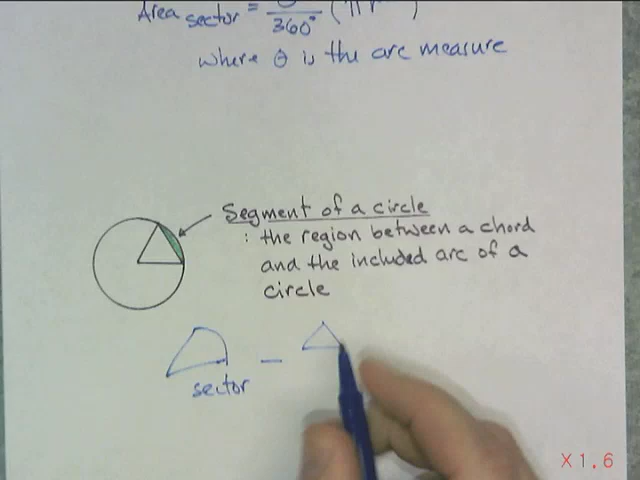 Area sector = θ/360° (πr²)
where θ is the arc measure
Segment of a circle
: the region between a chord
and the included arc of a
circle
sector
X1.6